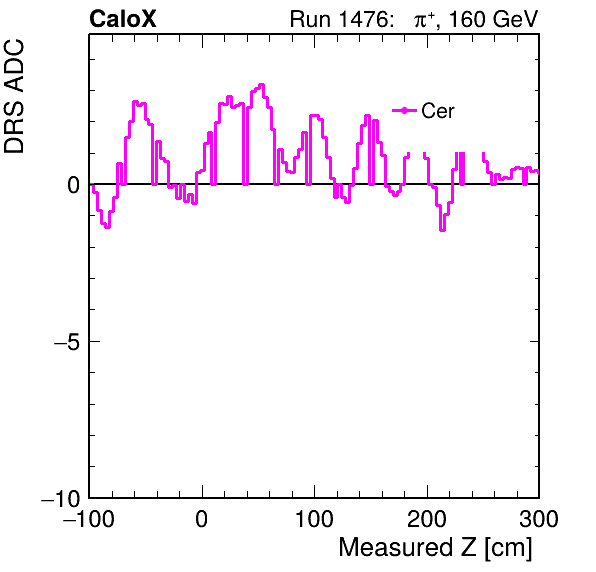 CaloX Run 1476: π⁺, 160 GeV
DRS ADC
Cer
0
−5
−10
−100 0 100 200 300
Measured Z [cm]